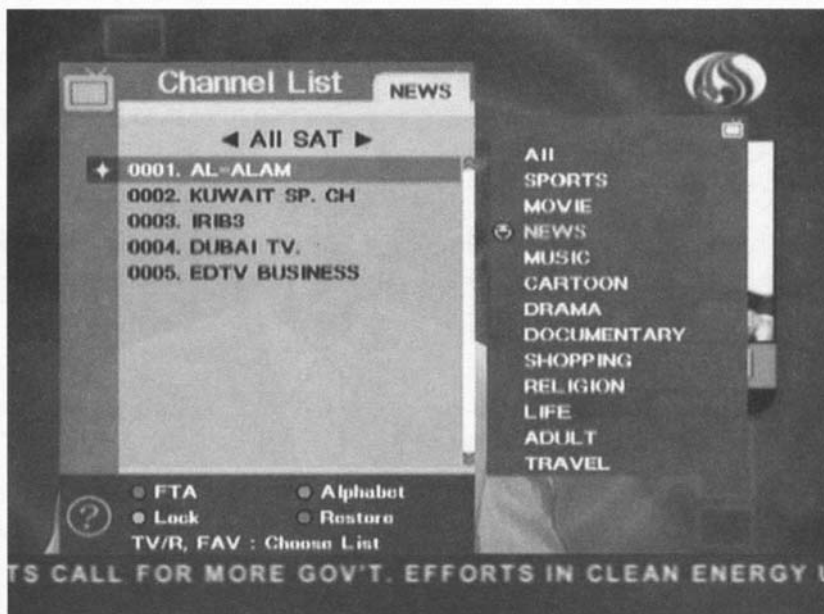 Channel List
NEWS
◄ All SAT ►
0001. AL-ALAM
0002. KUWAIT SP. CH
0003. IRIB3
0004. DUBAI TV.
0005. EDTV BUSINESS
All
SPORTS
MOVIE
NEWS
MUSIC
CARTOON
DRAMA
DOCUMENTARY
SHOPPING
RELIGION
LIFE
ADULT
TRAVEL
? FTA Alphabet
Lock Restore
TV/R, FAV : Choose List
TS CALL FOR MORE GOV'T. EFFORTS IN CLEAN ENERGY U